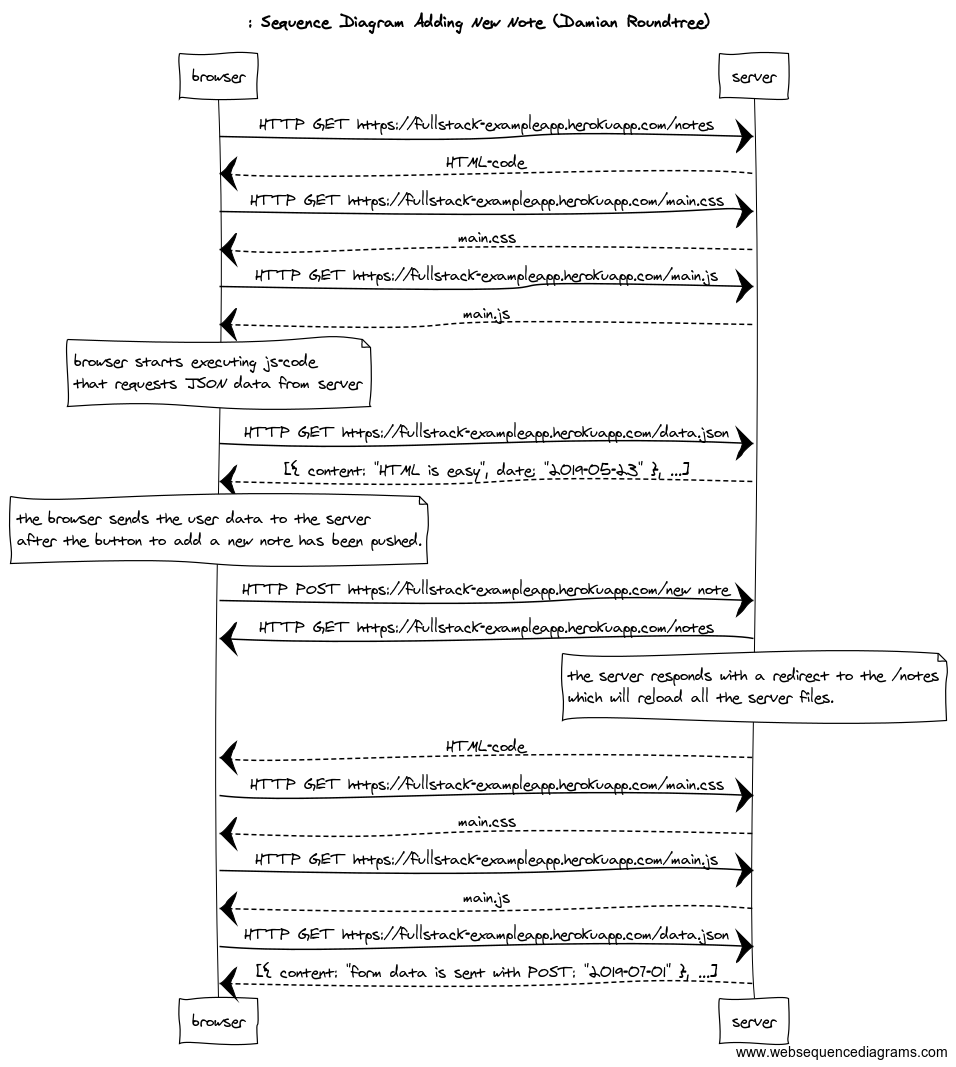 : Sequence Diagram Adding New Note (Damian Roundtree)
browser
server
HTTP GET https://fullstack-exampleapp.herokuapp.com/notes
HTML-code
HTTP GET https://fullstack-exampleapp.herokuapp.com/main.css
main.css
HTTP GET https://fullstack-exampleapp.herokuapp.com/main.js
main.js
browser starts executing js-code
that requests JSON data from server
HTTP GET https://fullstack-exampleapp.herokuapp.com/data.json
[{ content: "HTML is easy", date: "2019-05-23" }, ...]
the browser sends the user data to the server
after the button to add a new note has been pushed.
HTTP POST https://fullstack-exampleapp.herokuapp.com/new note
HTTP GET https://fullstack-exampleapp.herokuapp.com/notes
the server responds with a redirect to the /notes
which will reload all the server files.
HTML-code
HTTP GET https://fullstack-exampleapp.herokuapp.com/main.css
main.css
HTTP GET https://fullstack-exampleapp.herokuapp.com/main.js
main.js
HTTP GET https://fullstack-exampleapp.herokuapp.com/data.json
[{ content: "form data is sent with POST: "2019-07-01" }, ...]
browser
server
www.websequencediagrams.com